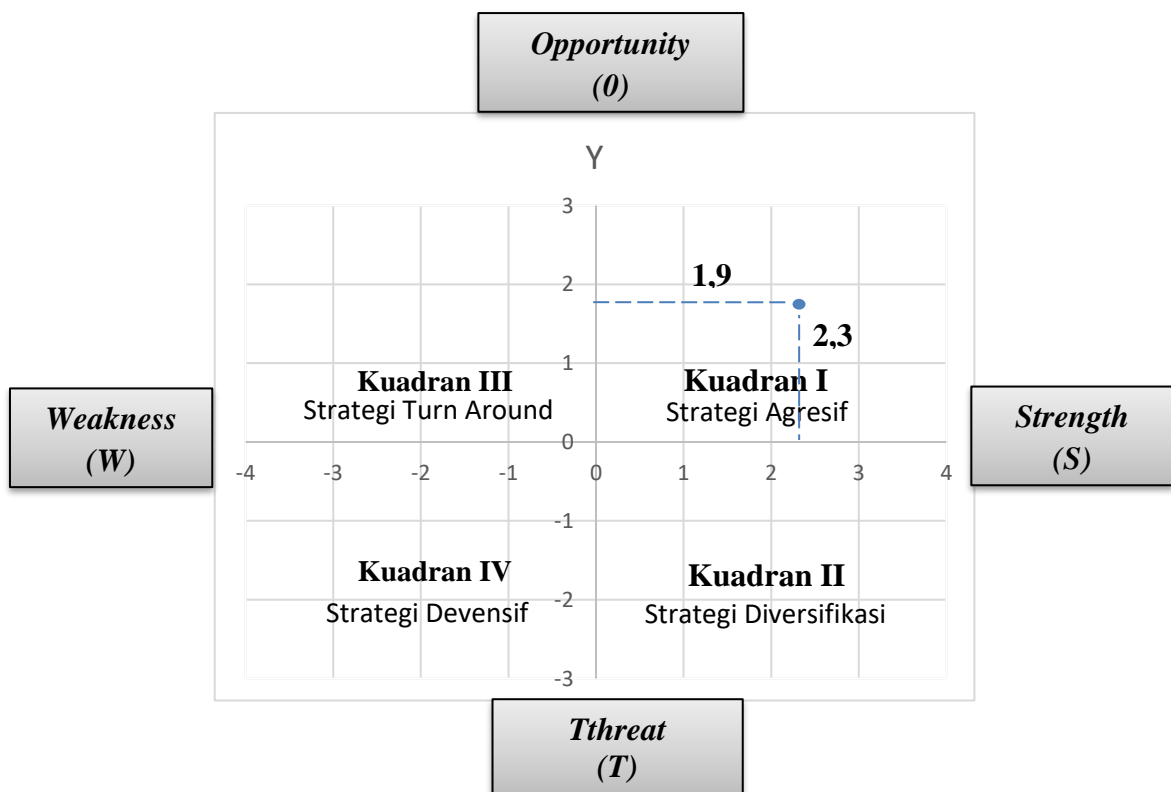 Opportunity
(0)
Y
3
2
1,9
2,3
1
Kuadran III
Strategi Turn Around
Kuadran I
Strategi Agresif
Weakness
(W)
Strength
(S)
0
-4 -3 -2 -1 0 1 2 3 4
-1
Kuadran IV
Strategi Devensif
Kuadran II
Strategi Diversifikasi
-2
-3
Tthreat
(T)